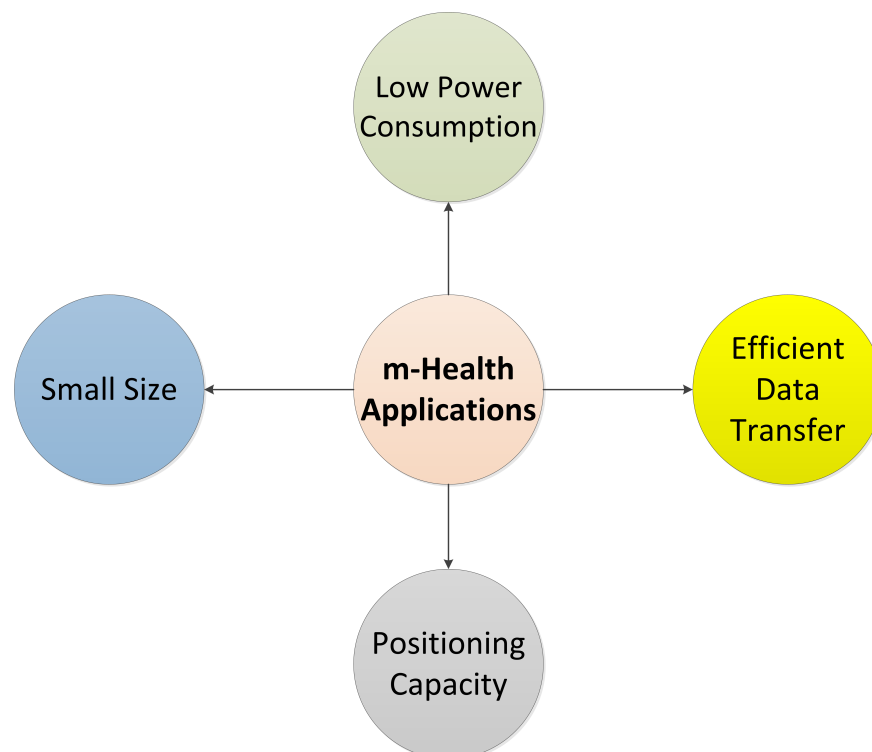 Low Power
Consumption
Small Size
m-Health
Applications
Efficient
Data
Transfer
Positioning
Capacity